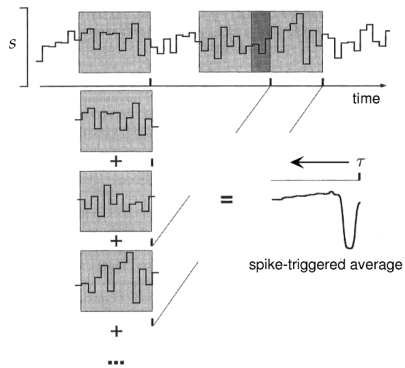 s
time
+
+
= τ
spike-triggered average
+
...